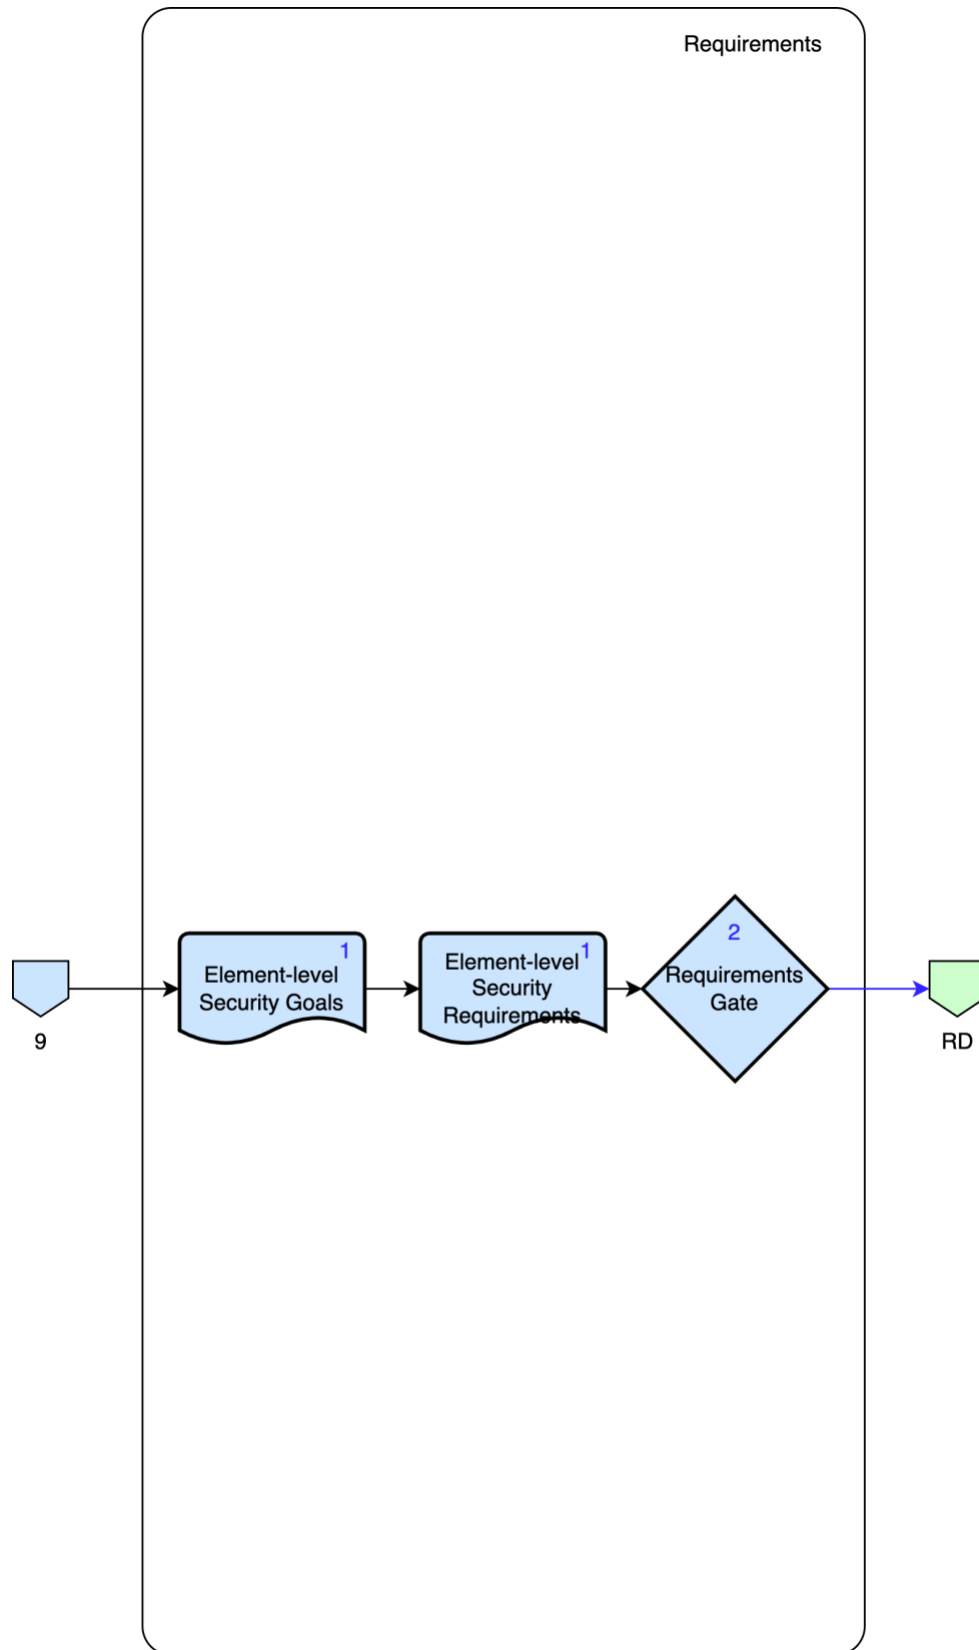 Requirements
1
Element-level
Security Goals
1
Element-level
Security
Requirements
2
Requirements
Gate
9
RD